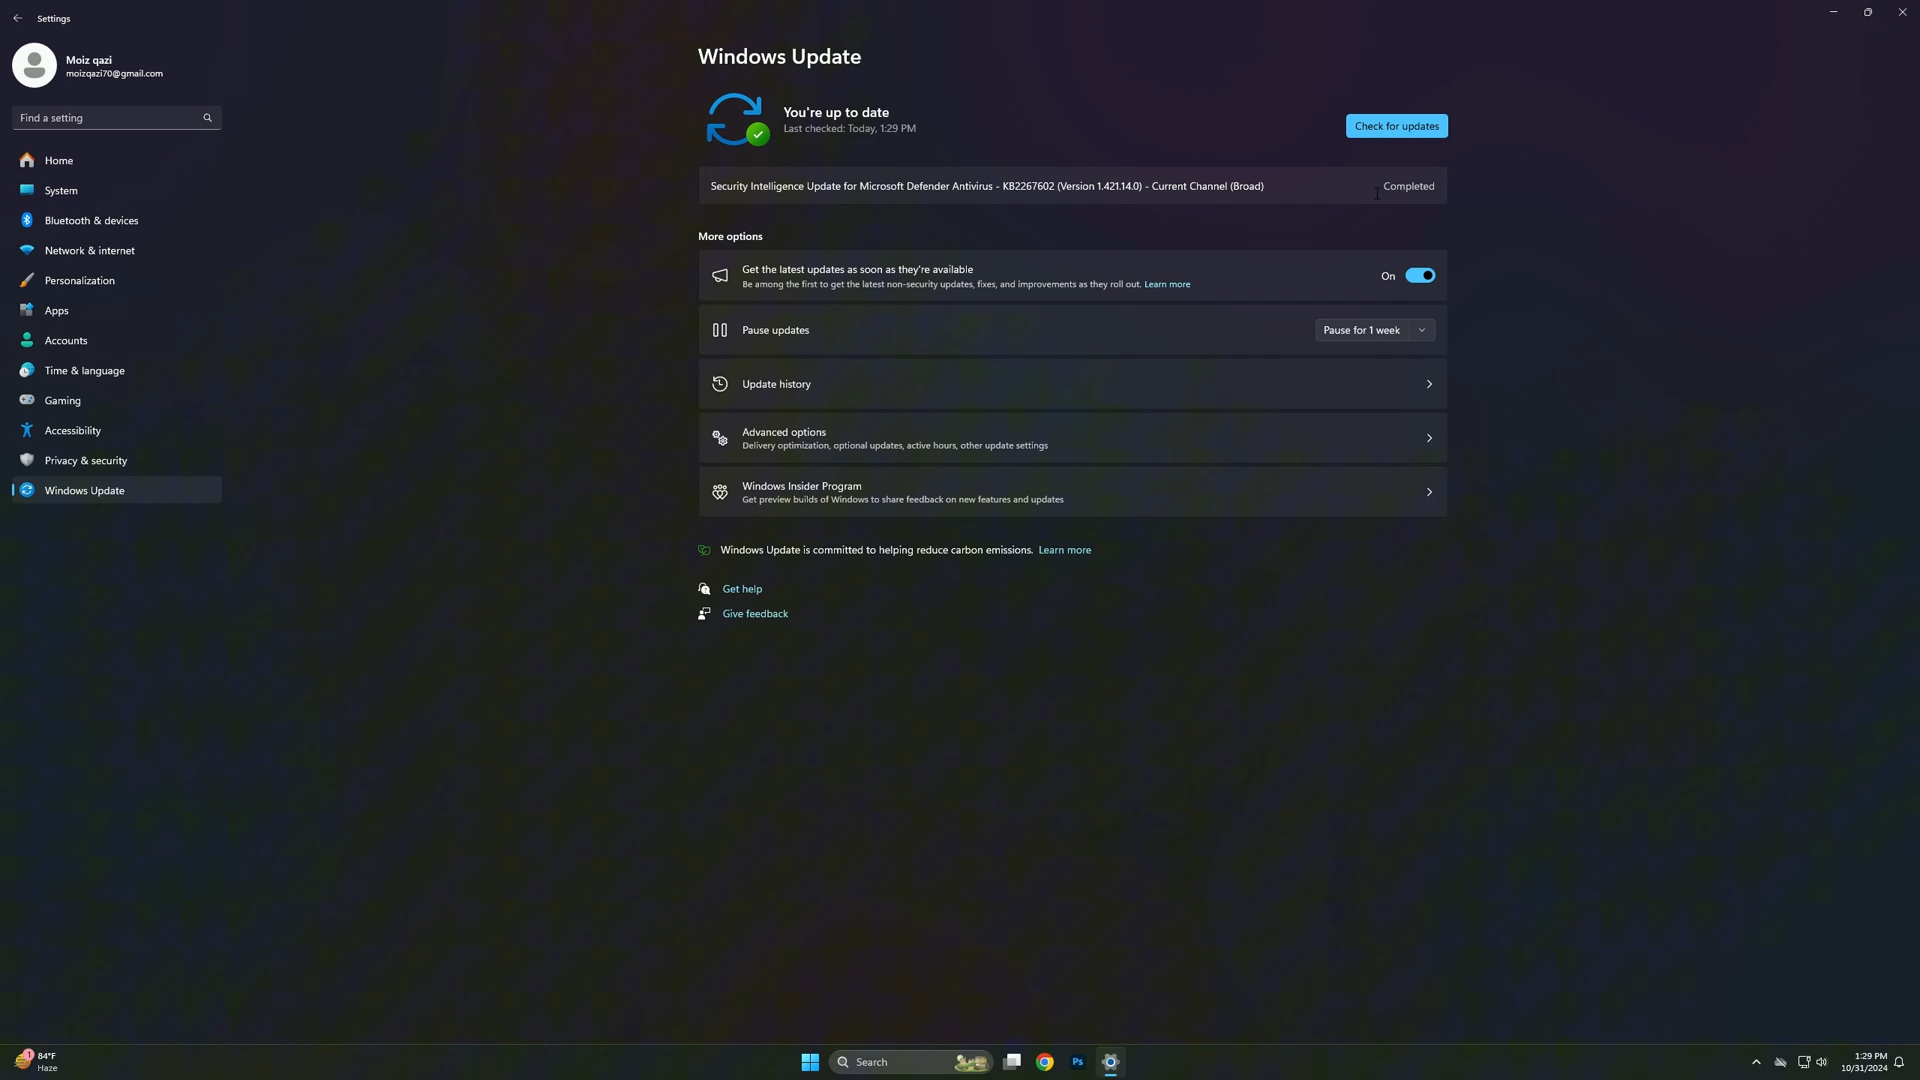 Settings
Moiz qazi
moizqazi70@gmail.com
Find a setting
Home
System
Bluetooth & devices
Network & internet
Personalization
Apps
Accounts
Time & language
Gaming
Accessibility
Privacy & security
Windows Update
Windows Update
You're up to date
Last checked: Today, 1:29 PM
Check for updates
Security Intelligence Update for Microsoft Defender Antivirus - KB2267602 (Version 1.421.14.0) - Current Channel (Broad)
Completed
More options
Get the latest updates as soon as they're available
Be among the first to get the latest non-security updates, fixes, and improvements as they roll out. Learn more
On
Pause updates
Pause for 1 week
Update history
Advanced options
Delivery optimization, optional updates, active hours, other update settings
Windows Insider Program
Get preview builds of Windows to share feedback on new features and updates
Windows Update is committed to helping reduce carbon emissions. Learn more
Get help
Give feedback
1
84°F
Haze
Search
Ps
1:29 PM
10/31/2024